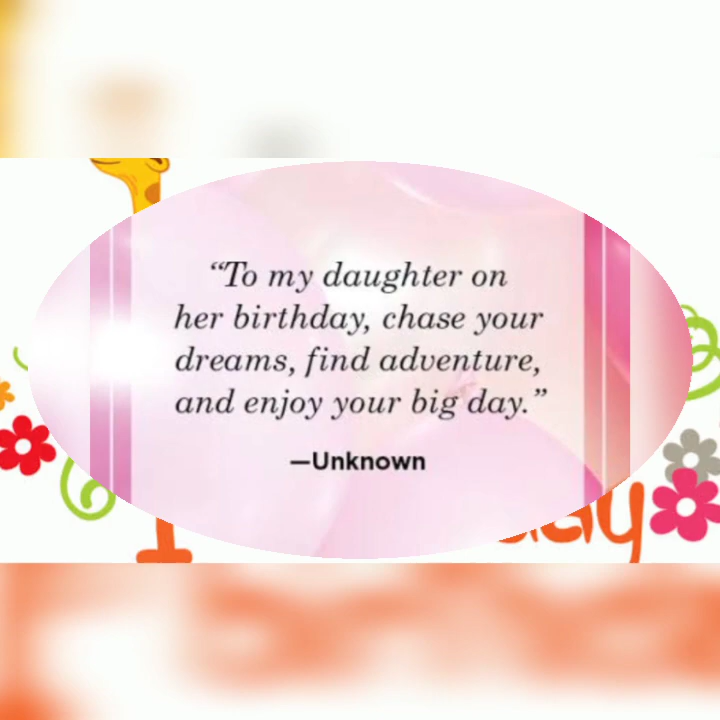 “To my daughter on
her birthday, chase your
dreams, find adventure,
and enjoy your big day.”
—Unknown